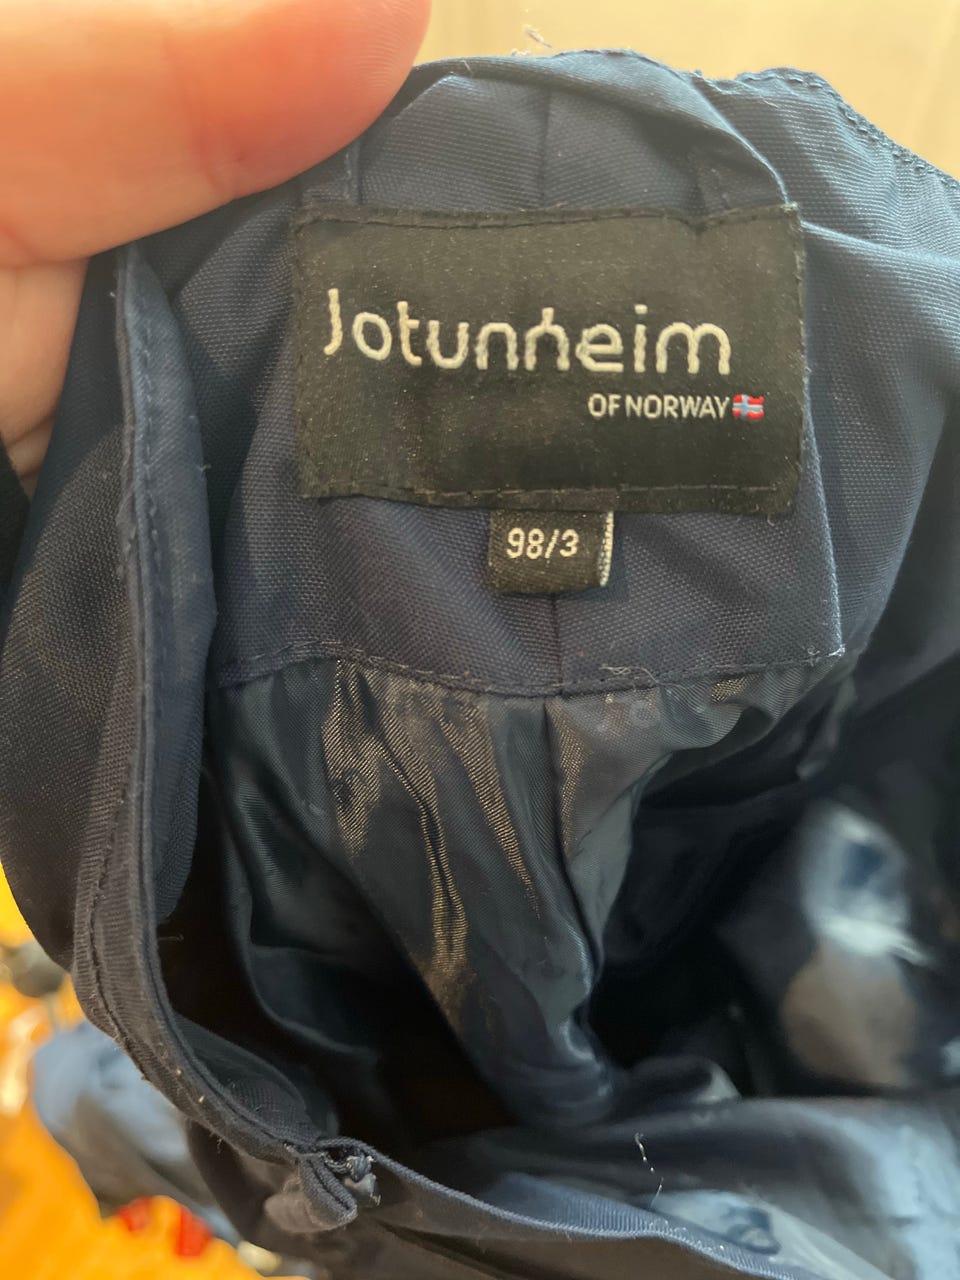 Jotunheim
OF NORWAY
98/3